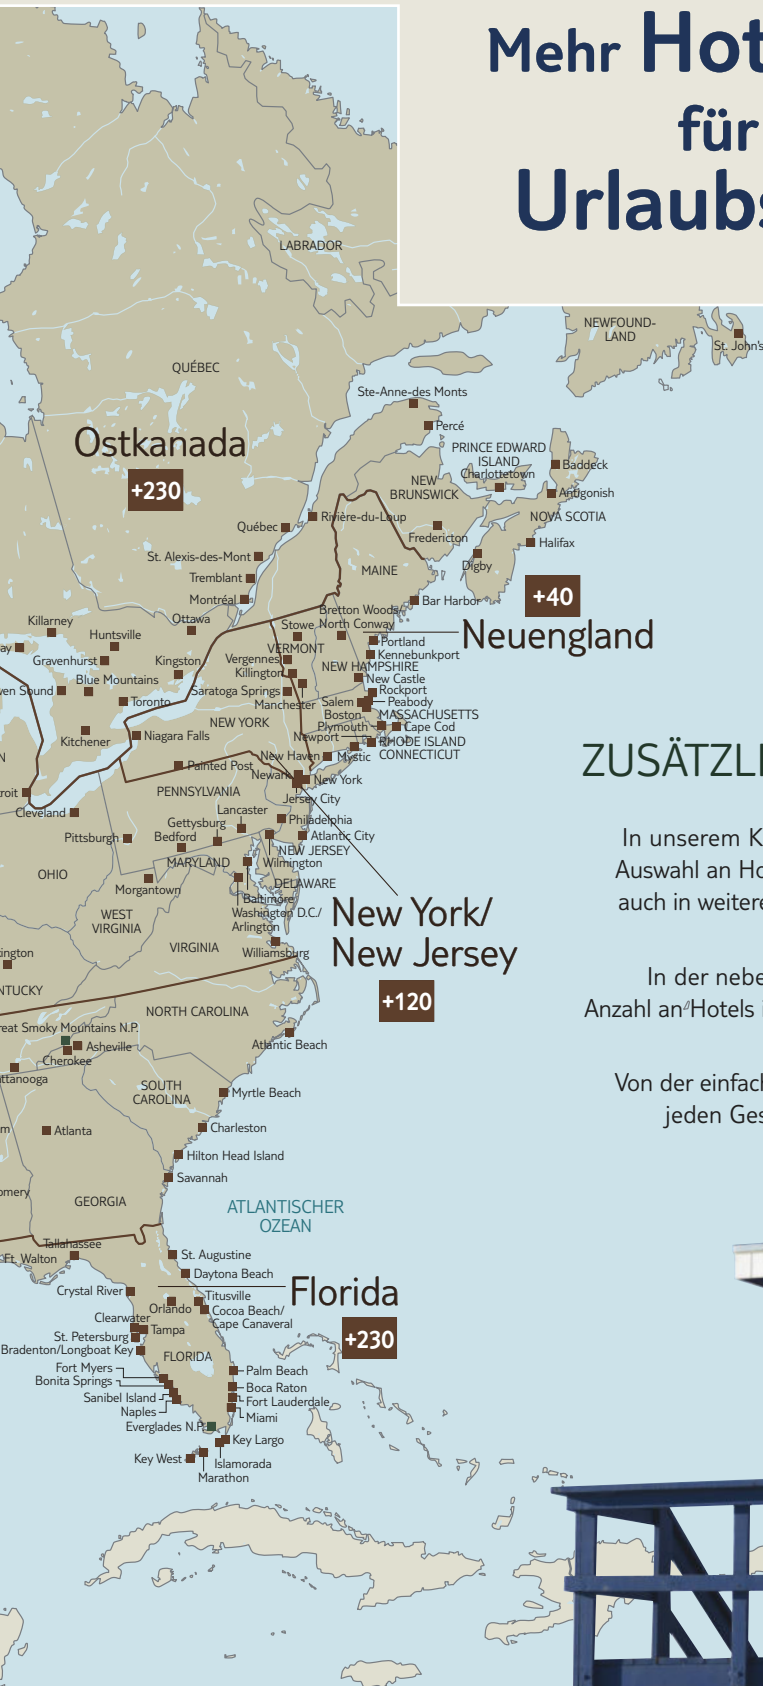 Mehr Hot
für
Urlaubs
LABRADOR
NEWFOUND-
LAND
St. John's
QUÉBEC
Ste-Anne-des Monts
Percé
Ostkanada
+230
PRINCE EDWARD
ISLAND
Charlottetown
Baddeck
NEW
BRUNSWICK
Antigonish
Rivière-du-Loup
NOVA SCOTIA
Québec
Fredericton
Halifax
St. Alexis-des-Mont
Digby
Tremblant
MAINE
Montréal
Bar Harbor
+40
Bretton Woods
Killarney
Ottawa
Stowe
North Conway
Neuengland
Huntsville
Portland
ay
VERMONT
Kennebunkport
Gravenhurst
Kingston
Vergennes
NEW HAMPSHIRE
Killington
New Castle
Blue Mountains
ven Sound
Saratoga Springs
Rockport
Toronto
Manchester
Salem
Peabody
Boston
MASSACHUSETTS
NEW YORK
Plymouth
Cape Cod
Kitchener
Niagara Falls
Newport
RHODE ISLAND
N
New Haven
Mystic
CONNECTICUT
Painted Post
Newark
New York
ZUSÄTZLI
PENNSYLVANIA
Jersey City
roit
Cleveland
Lancaster
Philadelphia
Gettysburg
Pittsburgh
Bedford
Atlantic City
In unserem K
NEW JERSEY
MARYLAND
Wilmington
Auswahl an Ho
OHIO
DELAWARE
Morgantown
Baltimore
auch in weitere
WEST
VIRGINIA
Washington D.C./
Arlington
New York/
New Jersey
VIRGINIA
Williamsburg
ington
In der nebe
NTUCKY
+120
Anzahl an Hotels i
NORTH CAROLINA
reat Smoky Mountains N.P.
Atlantic Beach
Asheville
Cherokee
attanooga
SOUTH
CAROLINA
Von der einfach
Myrtle Beach
jeden Ges
m
Atlanta
Charleston
Hilton Head Island
Savannah
omery
GEORGIA
ATLANTISCHER
OZEAN
Tallahassee
Ft. Walton
St. Augustine
Daytona Beach
Crystal River
Florida
Titusville
Orlando
Cocoa Beach/
Cape Canaveral
Clearwater
St. Petersburg
Tampa
+230
Bradenton/Longboat Key
FLORIDA
Fort Myers
Palm Beach
Bonita Springs
Boca Raton
Sanibel Island
Fort Lauderdale
Naples
Miami
Everglades N.P.
Key Largo
Key West
Islamorada
Marathon